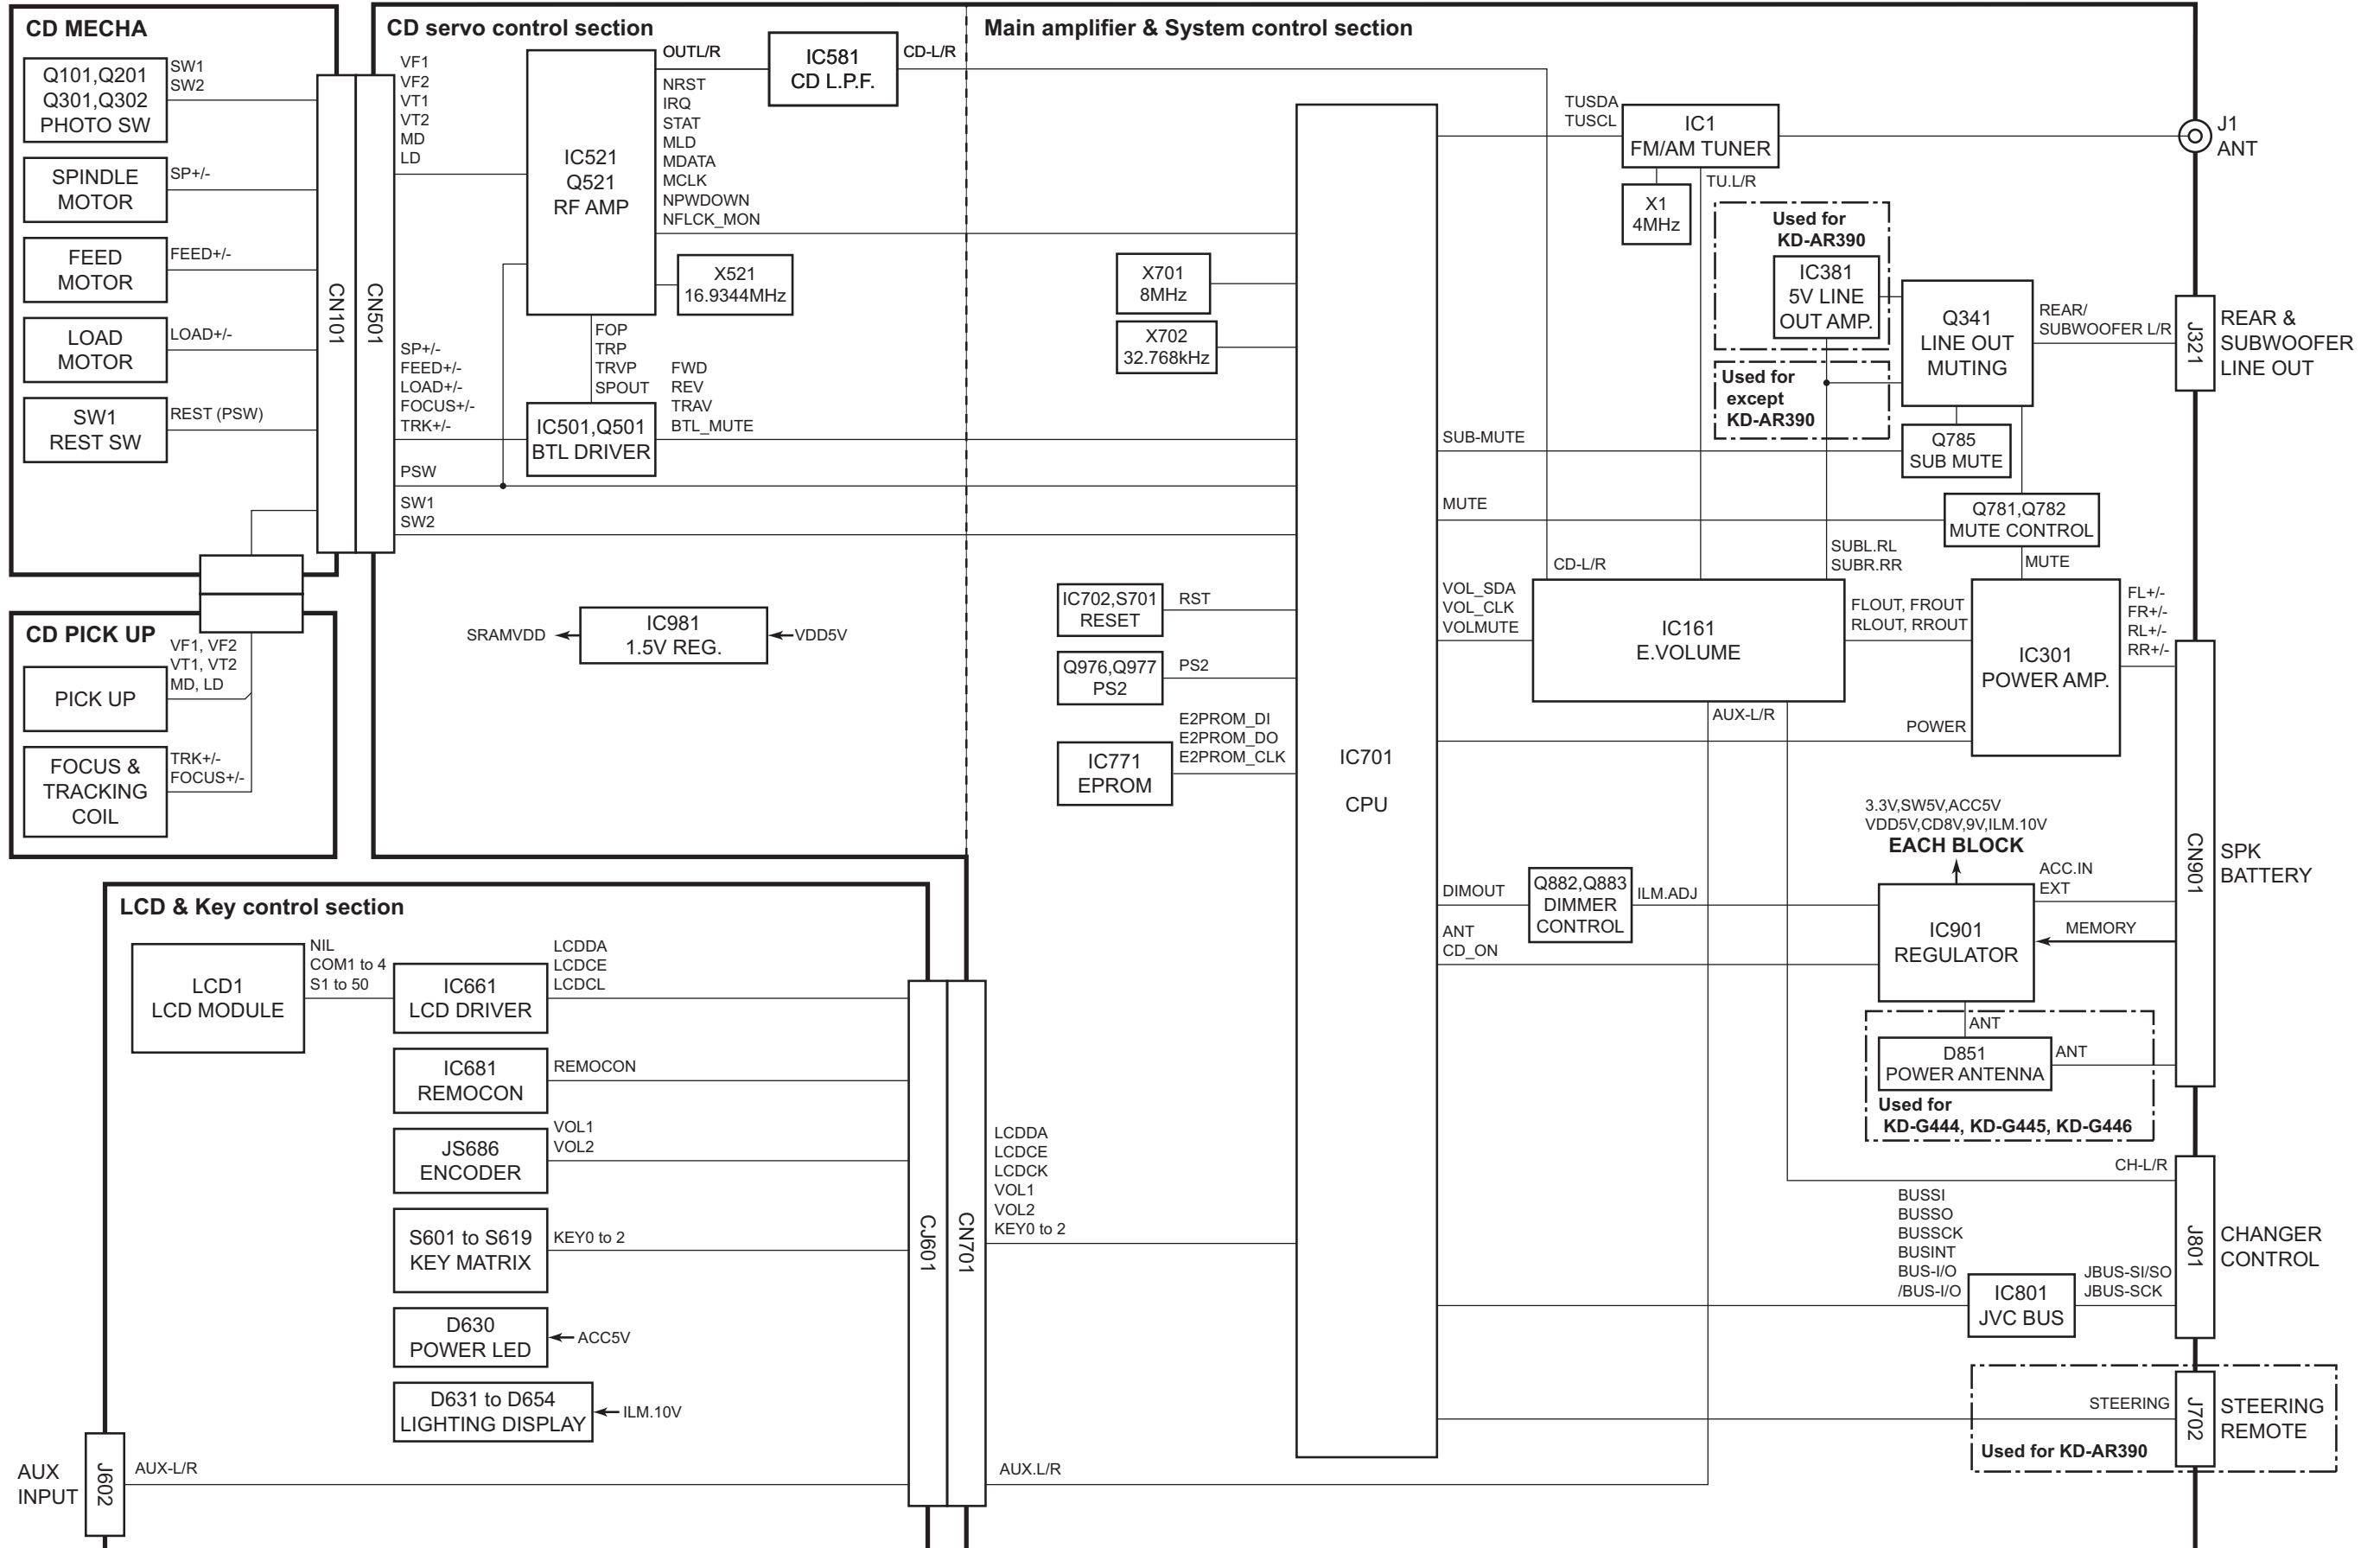 CD MECHA
Q101,Q201
Q301,Q302
PHOTO SW
SW1
SW2
SPINDLE
MOTOR
SP+/-
FEED
MOTOR
FEED+/-
LOAD
MOTOR
LOAD+/-
SW1
REST SW
REST (PSW)
CN101
CN501
CD PICK UP
VF1, VF2
VT1, VT2
MD, LD
PICK UP
FOCUS &
TRACKING
COIL
TRK+/-
FOCUS+/-
CD servo control section
VF1
VF2
VT1
VT2
MD
LD
IC521
Q521
RF AMP
OUTL/R
IC581
CD L.P.F.
CD-L/R
NRST
IRQ
STAT
MLD
MDATA
MCLK
NPWDOWN
NFLCK_MON
X521
16.9344MHz
FOP
TRP
TRVP
SPOUT
SP+/-
FEED+/-
LOAD+/-
FOCUS+/-
TRK+/-
IC501,Q501
BTL DRIVER
FWD
REV
TRAV
BTL_MUTE
PSW
SW1
SW2
SRAMVDD
IC981
1.5V REG.
VDD5V
Main amplifier & System control section
X701
8MHz
X702
32.768kHz
IC702,S701
RESET
RST
Q976,Q977
PS2
PS2
IC771
EPROM
E2PROM_DI
E2PROM_DO
E2PROM_CLK
IC701
CPU
TUSDA
TUSCL
IC1
FM/AM TUNER
J1
ANT
X1
4MHz
TU.L/R
Used for
KD-AR390
IC381
5V LINE
OUT AMP.
Used for
except
KD-AR390
Q341
LINE OUT
MUTING
REAR/
SUBWOOFER L/R
J321
REAR &
SUBWOOFER
LINE OUT
SUB-MUTE
Q785
SUB MUTE
MUTE
Q781,Q782
MUTE CONTROL
MUTE
CD-L/R
SUBL.RL
SUBR.RR
VOL_SDA
VOL_CLK
VOLMUTE
IC161
E.VOLUME
FLOUT, FROUT
RLOUT, RROUT
IC301
POWER AMP.
FL+/-
FR+/-
RL+/-
RR+/-
AUX-L/R
POWER
3.3V,SW5V,ACC5V
VDD5V,CD8V,9V,ILM.10V
EACH BLOCK
CN901
SPK
BATTERY
DIMOUT
Q882,Q883
DIMMER
CONTROL
ILM.ADJ
ANT
CD_ON
IC901
REGULATOR
ACC.IN
EXT
MEMORY
ANT
D851
POWER ANTENNA
ANT
Used for
KD-G444, KD-G445, KD-G446
CH-L/R
BUSSI
BUSSO
BUSSCK
BUSINT
BUS-I/O
/BUS-I/O
IC801
JVC BUS
JBUS-SI/SO
JBUS-SCK
J801
CHANGER
CONTROL
STEERING
J702
STEERING
REMOTE
Used for KD-AR390
LCD & Key control section
LCD1
LCD MODULE
NIL
COM1 to 4
S1 to 50
IC661
LCD DRIVER
LCDDA
LCDCE
LCDCL
IC681
REMOCON
REMOCON
JS686
ENCODER
VOL1
VOL2
S601 to S619
KEY MATRIX
KEY0 to 2
D630
POWER LED
ACC5V
D631 to D654
LIGHTING DISPLAY
ILM.10V
CJ601
CN701
LCDDA
LCDCE
LCDCK
VOL1
VOL2
KEY0 to 2
AUX
INPUT
J602
AUX-L/R
AUX.L/R